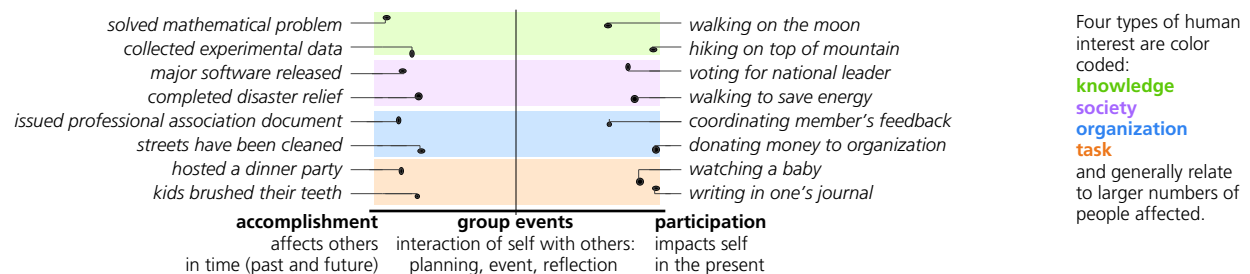 solved mathematical problem
collected experimental data
major software released
completed disaster relief
issued professional association document
streets have been cleaned
hosted a dinner party
kids brushed their teeth
walking on the moon
hiking on top of mountain
voting for national leader
walking to save energy
coordinating member’s feedback
donating money to organization
watching a baby
writing in one’s journal
accomplishment
affects others
in time (past and future)
group events
interaction of self with others:
planning, event, reflection
participation
impacts self
in the present
Four types of human
interest are color
coded:
knowledge
society
organization
task
and generally relate
to larger numbers of
people affected.